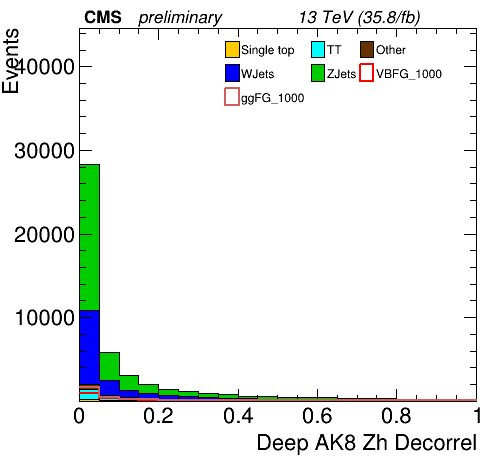 CMS preliminary 13 TeV (35.8/fb)
Events
Single top TT Other
WJets ZJets VBFG_1000
ggFG_1000
40000
30000
20000
10000
0 0.2 0.4 0.6 0.8 1
Deep AK8 Zh Decorrel